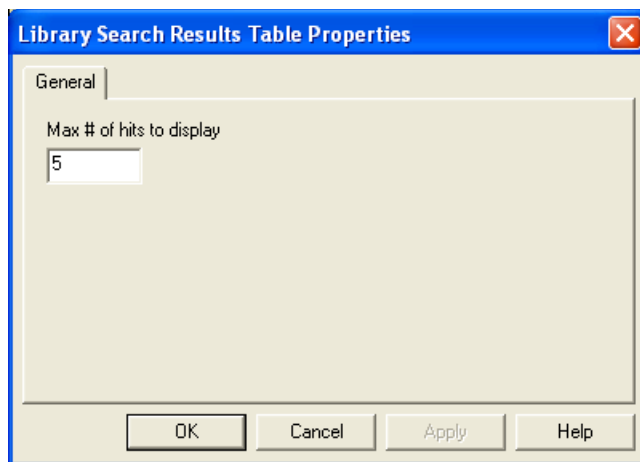 Library Search Results Table Properties
General
Max # of hits to display
5
OK Cancel Apply Help